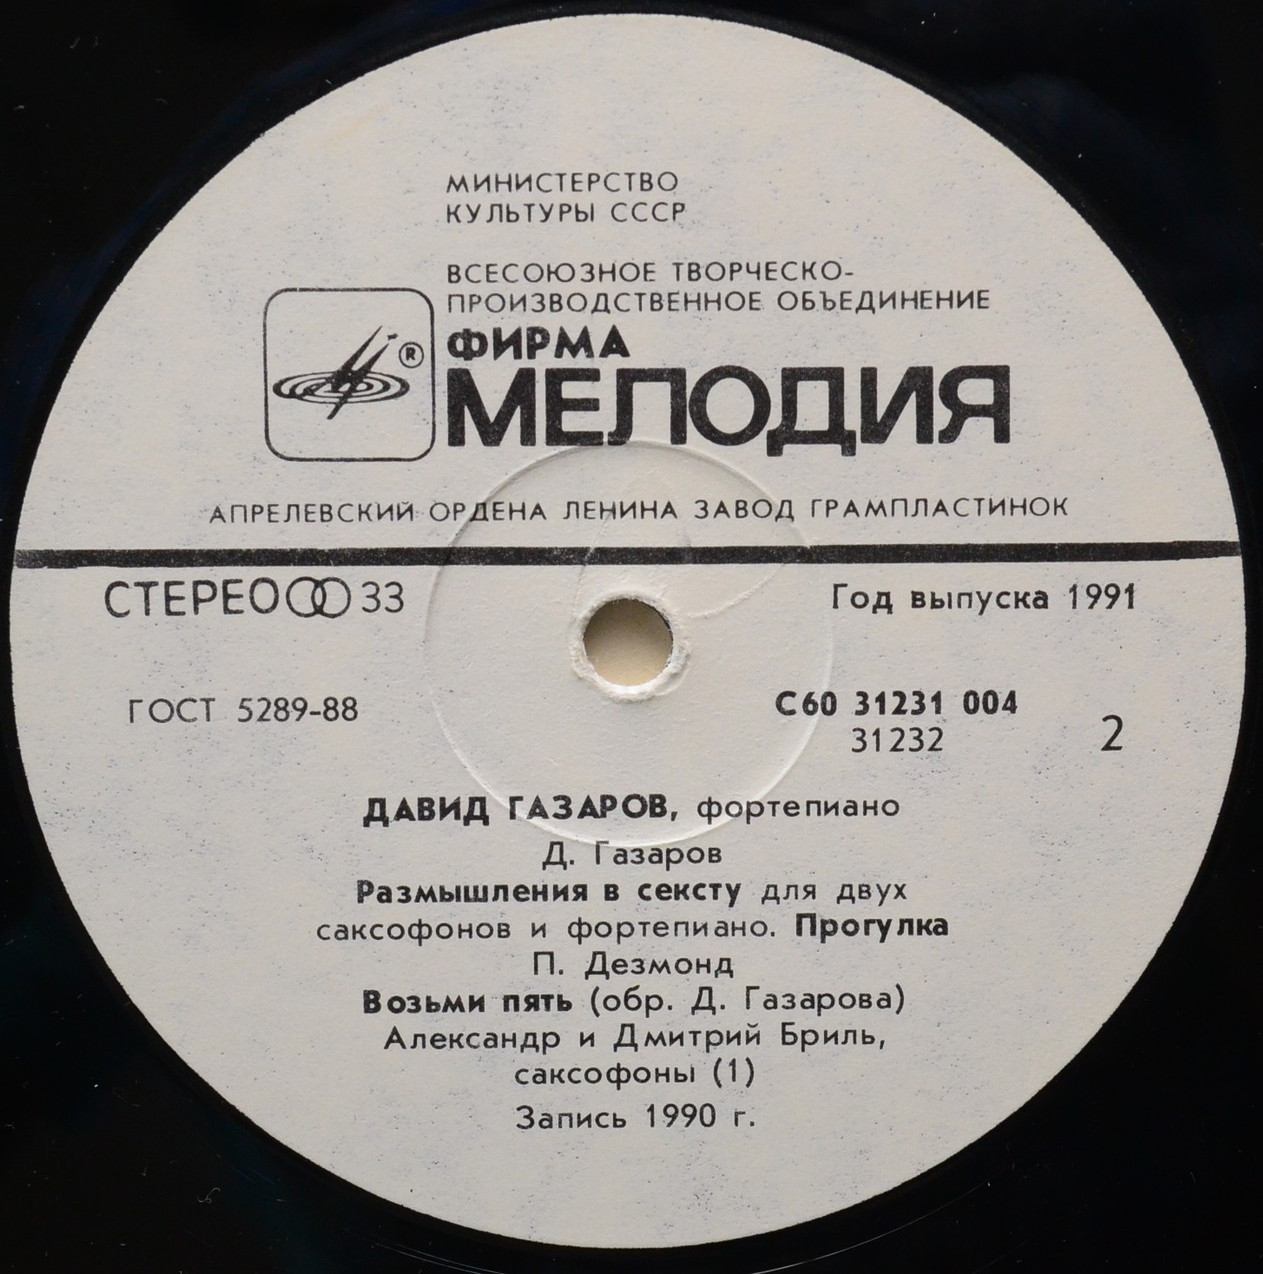 МИНИСТЕРСТВО
КУЛЬТУРЫ СССР
ВСЕСОЮЗНОЕ ТВОРЧЕСКО-
ПРОИЗВОДСТВЕННОЕ ОБЪЕДИНЕНИЕ
ФИРМА
®
МЕЛОДИЯ
АПРЕЛЕВСКИЙ ОРДЕНА ЛЕНИНА ЗАВОД ГРАМПЛАСТИНОК
СТЕРЕО 33
Год выпуска 1991
ГОСТ 5289-88
С60 31231 004
31232
2
ДАВИД ГАЗАРОВ, фортепиано
Д. Газаров
Размышления в сексту для двух
саксофонов и фортепиано. Прогулка
П. Дезмонд
Возьми пять (обр. Д. Газарова)
Александр и Дмитрий Бриль,
саксофоны (1)
Запись 1990 г.